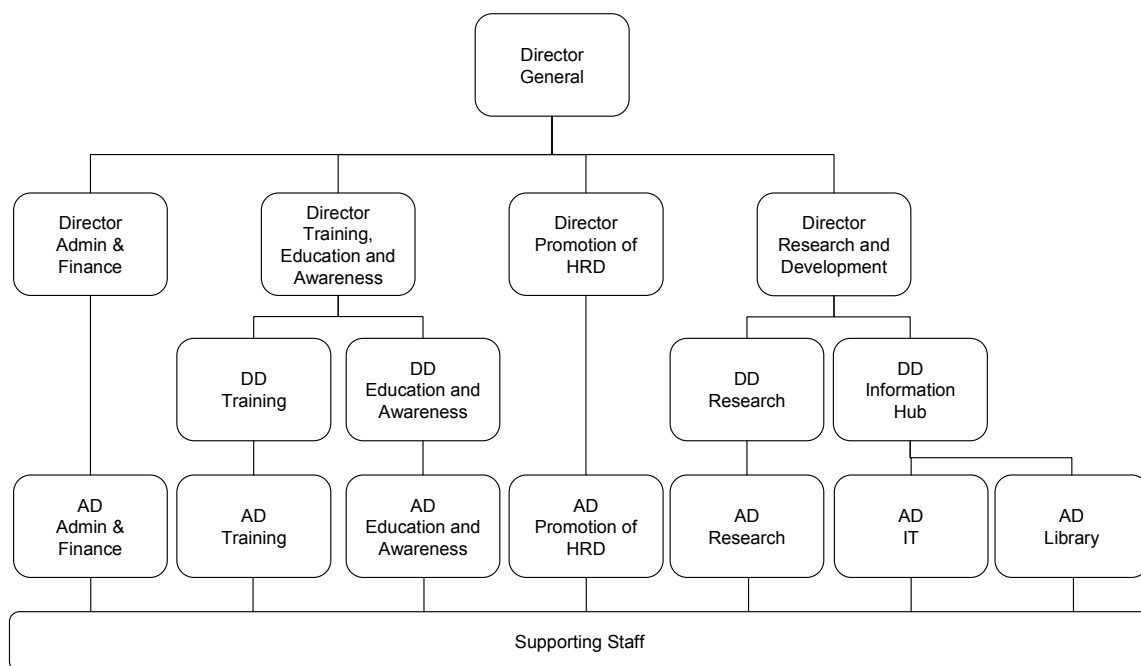 Director
General
Director
Admin &
Finance
Director
Training,
Education and
Awareness
Director
Promotion of
HRD
Director
Research and
Development
DD
Training
DD
Education and
Awareness
DD
Research
DD
Information
Hub
AD
Admin &
Finance
AD
Training
AD
Education and
Awareness
AD
Promotion of
HRD
AD
Research
AD
IT
AD
Library
Supporting Staff